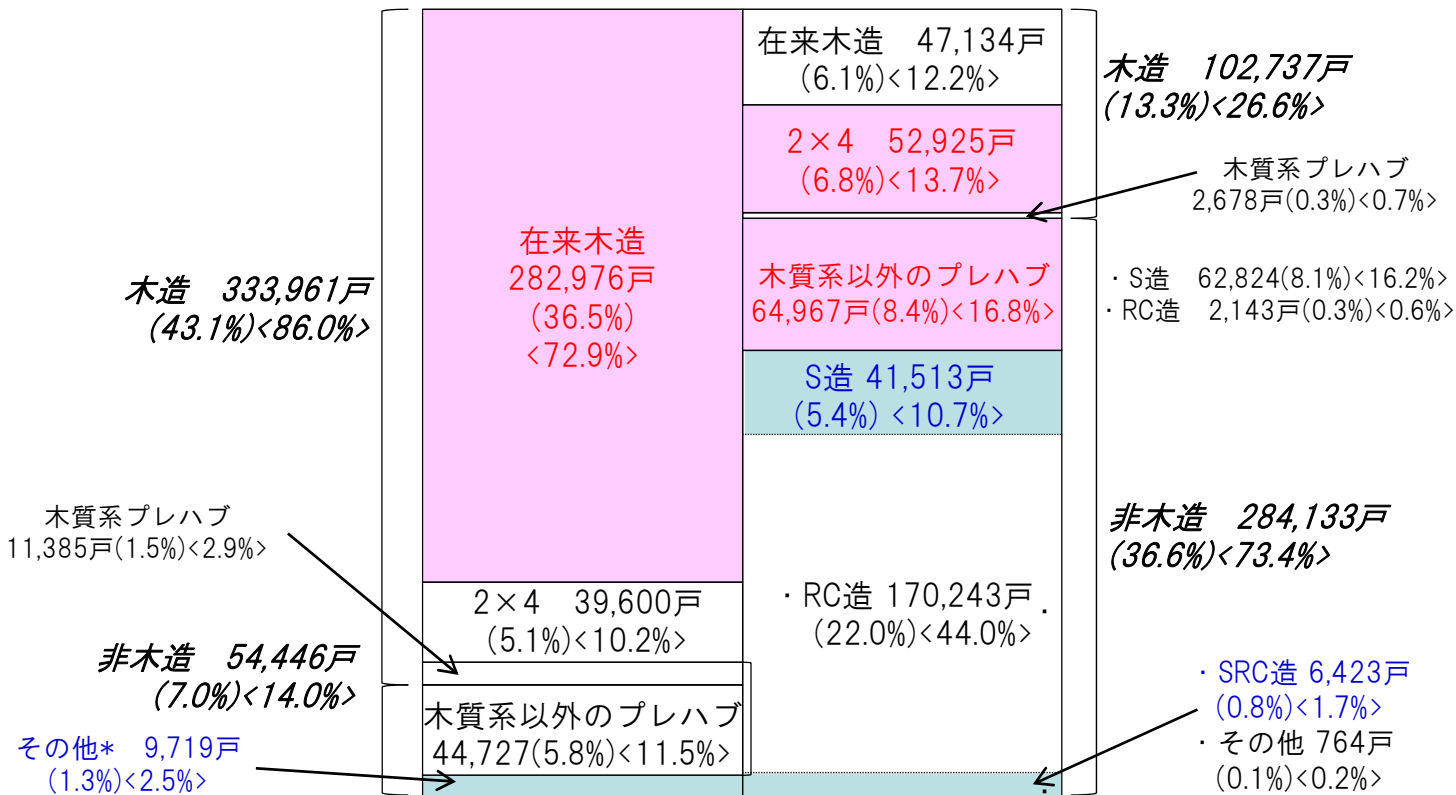 木造 333,961戸
(43.1%)<86.0%>
木質系プレハブ
11,385戸(1.5%)<2.9%>
非木造 54,446戸
(7.0%)<14.0%>
その他* 9,719戸
(1.3%)<2.5%>
在来木造
282,976戸
(36.5%)
<72.9%>
2×4 39,600戸
(5.1%)<10.2%>
木質系以外のプレハブ
44,727(5.8%)<11.5%>
在来木造 47,134戸
(6.1%)<12.2%>
2×4 52,925戸
(6.8%)<13.7%>
木質系以外のプレハブ
64,967戸(8.4%)<16.8%>
S造 41,513戸
(5.4%) <10.7%>
・RC造 170,243戸
(22.0%)<44.0%>
木造 102,737戸
(13.3%)<26.6%>
木質系プレハブ
2,678戸(0.3%)<0.7%>
・S造 62,824(8.1%)<16.2%>
・RC造 2,143戸(0.3%)<0.6%>
非木造 284,133戸
(36.6%)<73.4%>
・SRC造 6,423戸
(0.8%)<1.7%>
・その他 764戸
(0.1%)<0.2%>